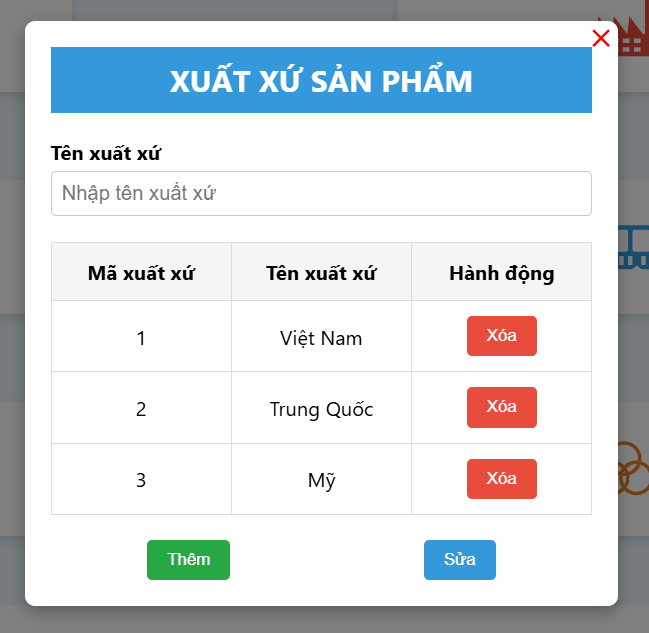 XUẤT XỨ SẢN PHẨM
Tên xuất xứ
Nhập tên xuất xứ
Mã xuất xứ Tên xuất xứ Hành động
1 Việt Nam Xóa
2 Trung Quốc Xóa
3 Mỹ Xóa
Thêm Sửa